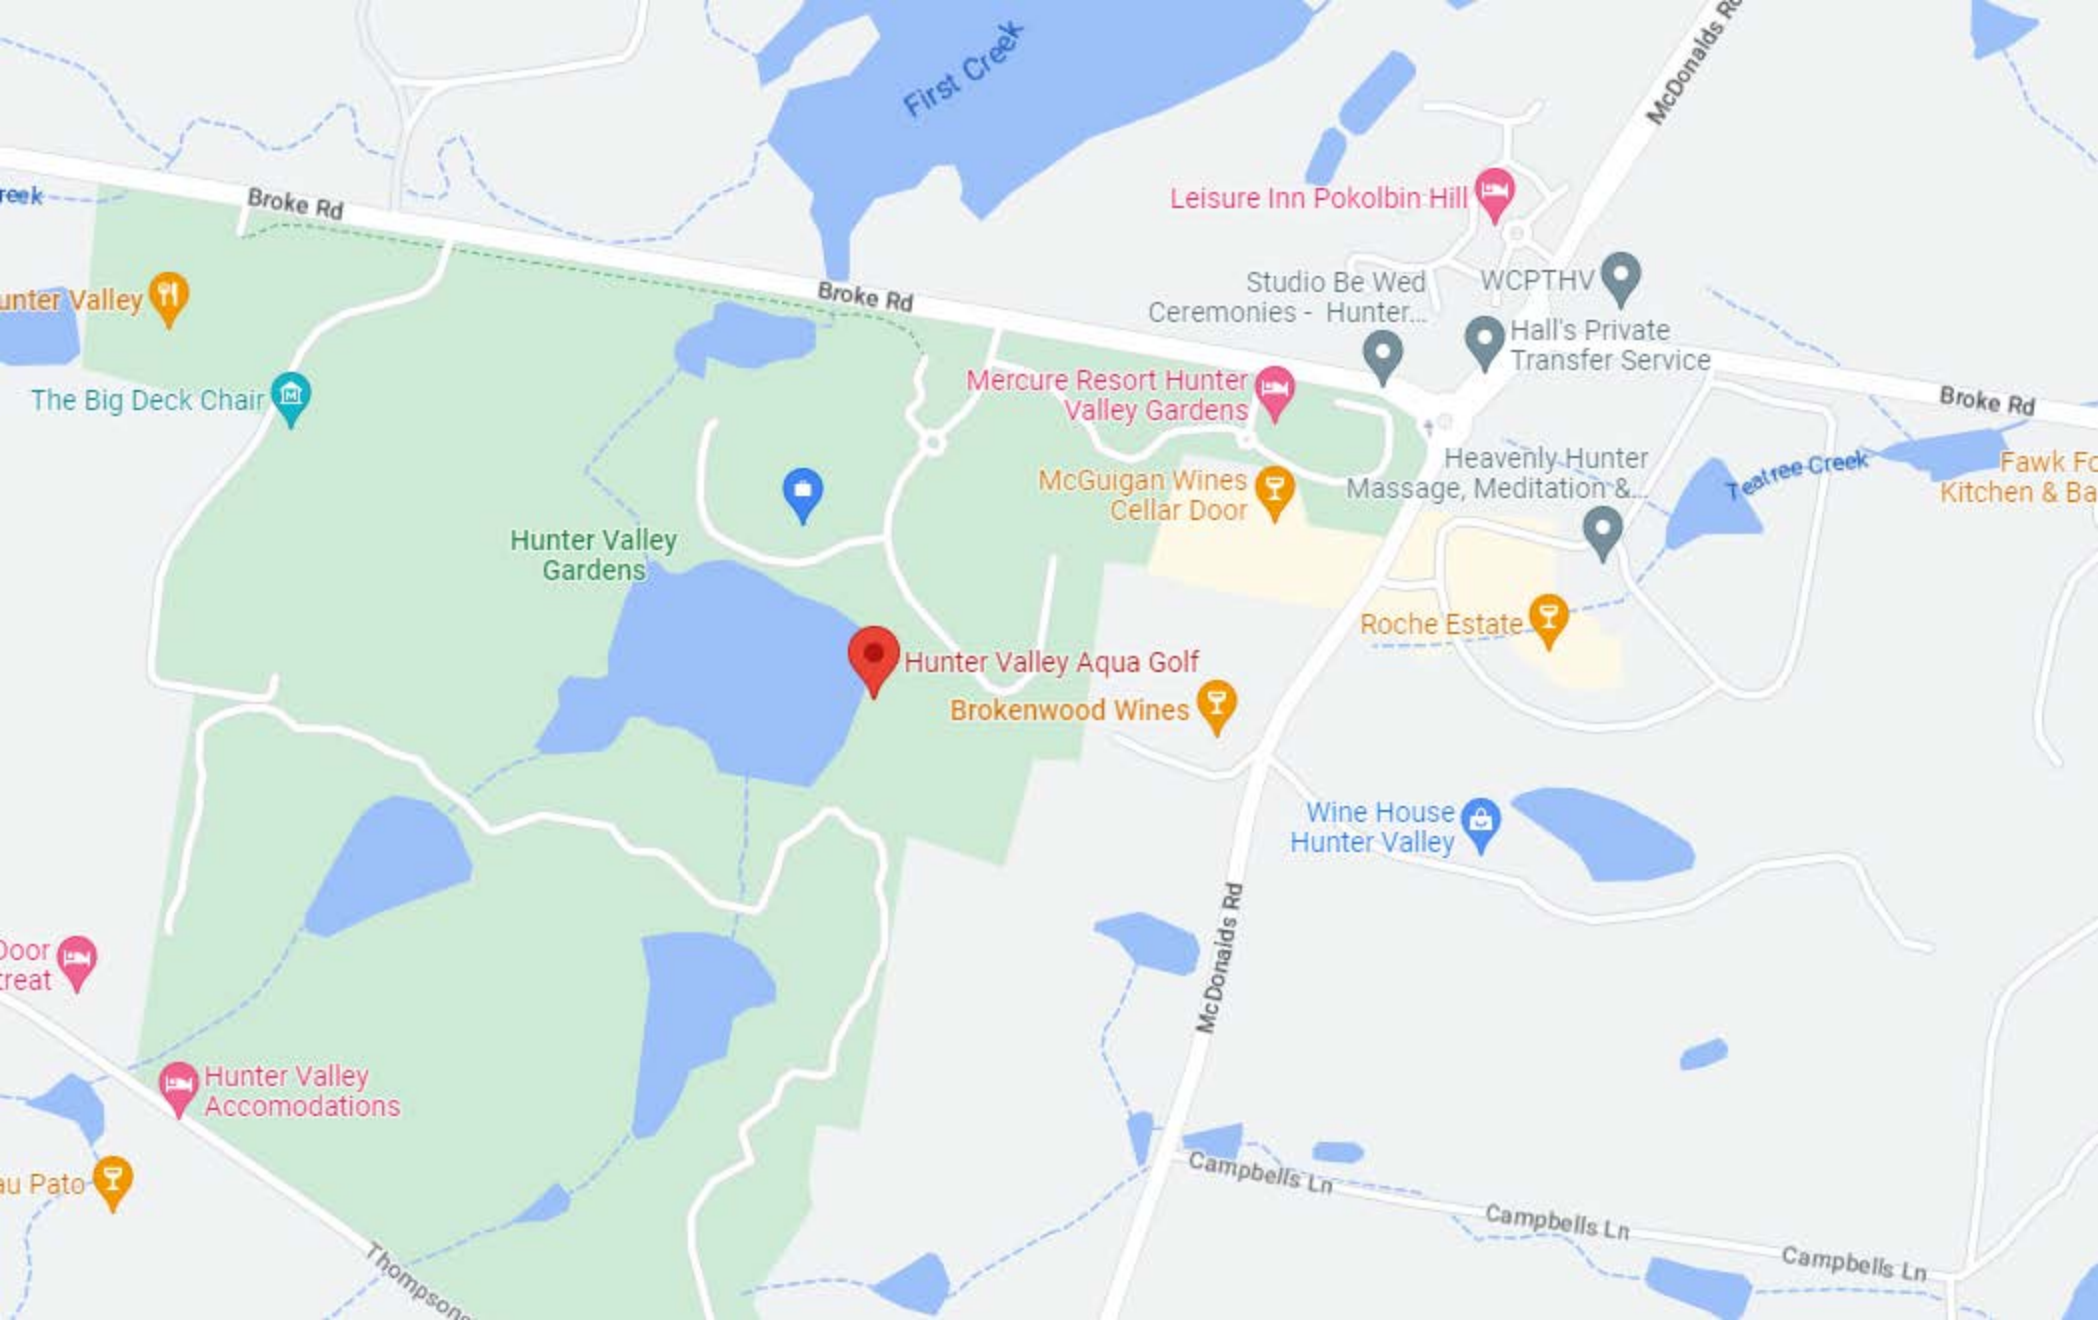 First Creek
McDonalds Rd
reek
Broke Rd
Leisure Inn Pokolbin Hill
Studio Be Wed
Ceremonies - Hunter...
WCPTHV
Broke Rd
unter Valley
Hall's Private
Transfer Service
The Big Deck Chair
Mercure Resort Hunter
Valley Gardens
Broke Rd
McGuigan Wines
Cellar Door
Heavenly Hunter
Massage, Meditation &...
Teatree Creek
Fawk Fo
Kitchen & Ba
Hunter Valley
Gardens
Roche Estate
Hunter Valley Aqua Golf
Brokenwood Wines
Wine House
Hunter Valley
McDonalds Rd
Door
treat
Hunter Valley
Accomodations
au Pato
Campbells Ln
Campbells Ln
Campbells Ln
Thompsons